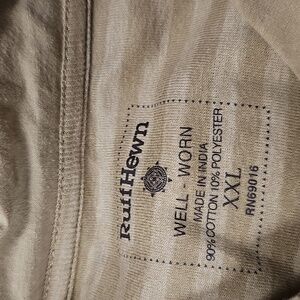 RuffHewn
WELL - WORN
MADE IN INDIA
90% COTTON 10% POLYESTER
XXL
RN69016